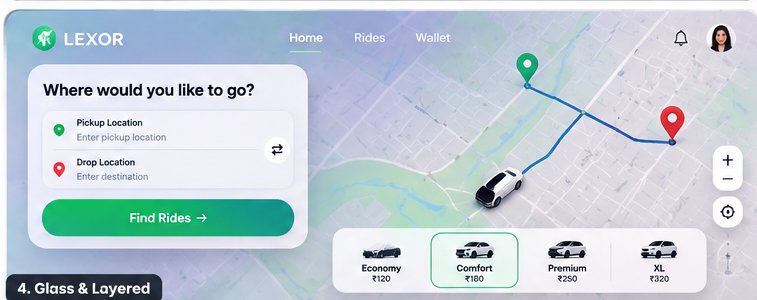 LEXOR
Home
Rides
Wallet
Where would you like to go?
Pickup Location
Enter pickup location
Drop Location
Enter destination
Find Rides →
Economy
₹120
Comfort
₹180
Premium
₹250
XL
₹320
4. Glass & Layered